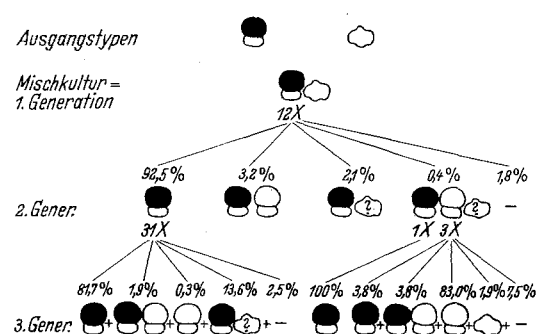 Ausgangstypen
Mischkultur =
1. Generation
12X
92,5% 3,2% 2,1% 0,4% 1,8%
2. Gener. ? ? –
31X 1X 3X
81,7% 1,9% 0,3% 13,6% 2,5% 100% 3,8% 3,8% 83,0% 1,9% 7,5%
3. Gener. + + + ? + – + + + + + –